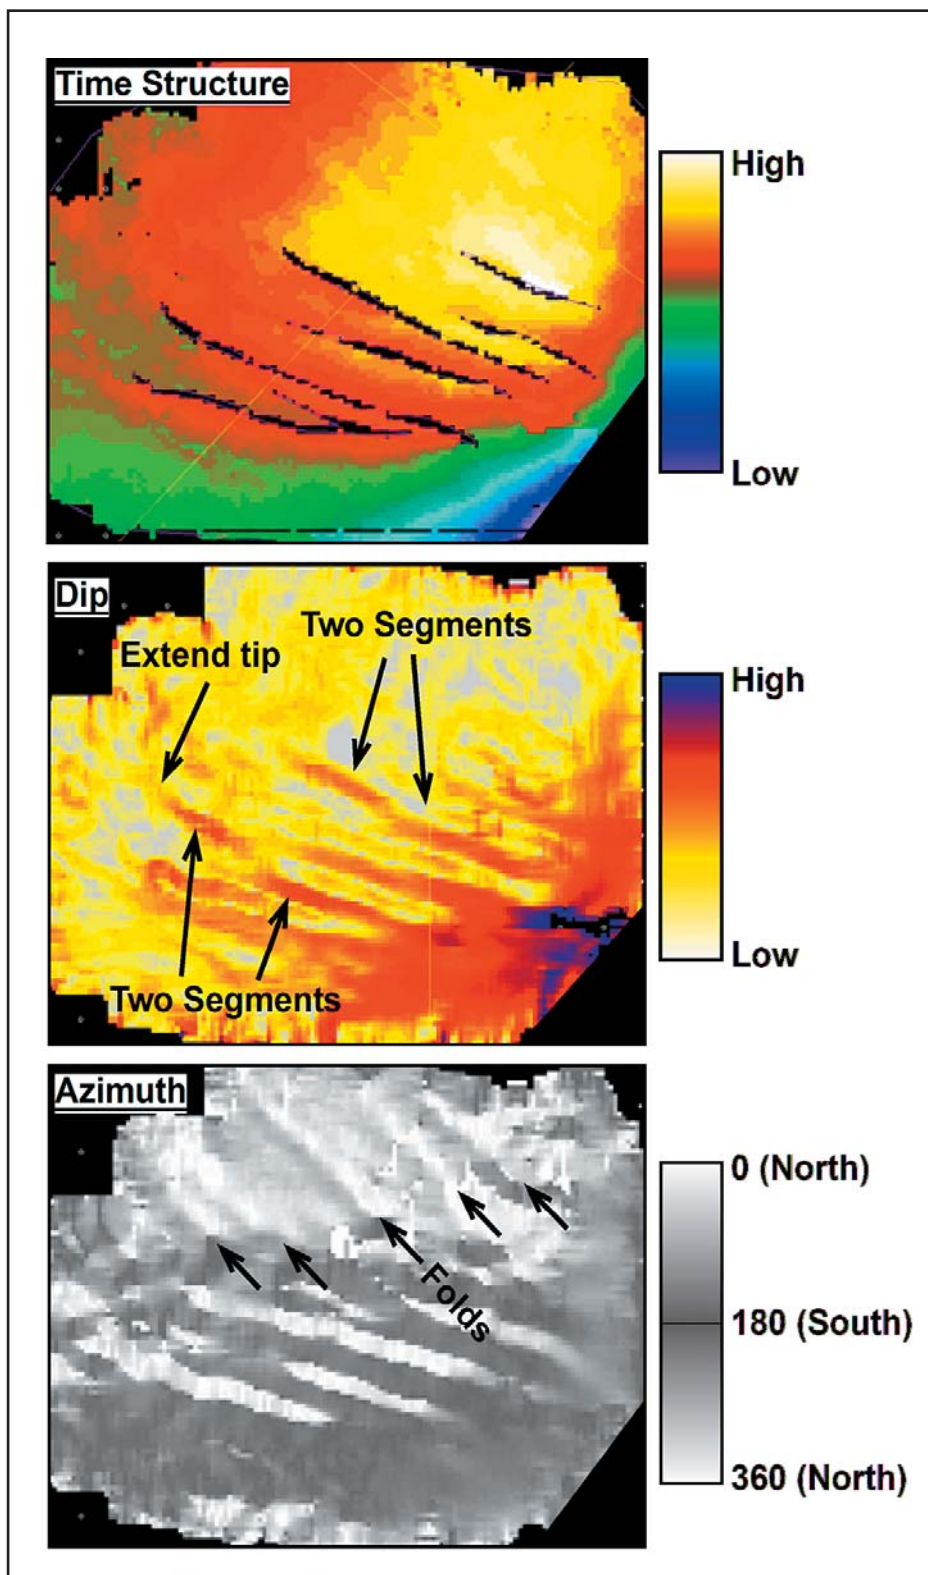 Time Structure
High
Low
Dip
Two Segments
Extend tip
Two Segments
High
Low
Azimuth
Folds
0 (North)
180 (South)
360 (North)